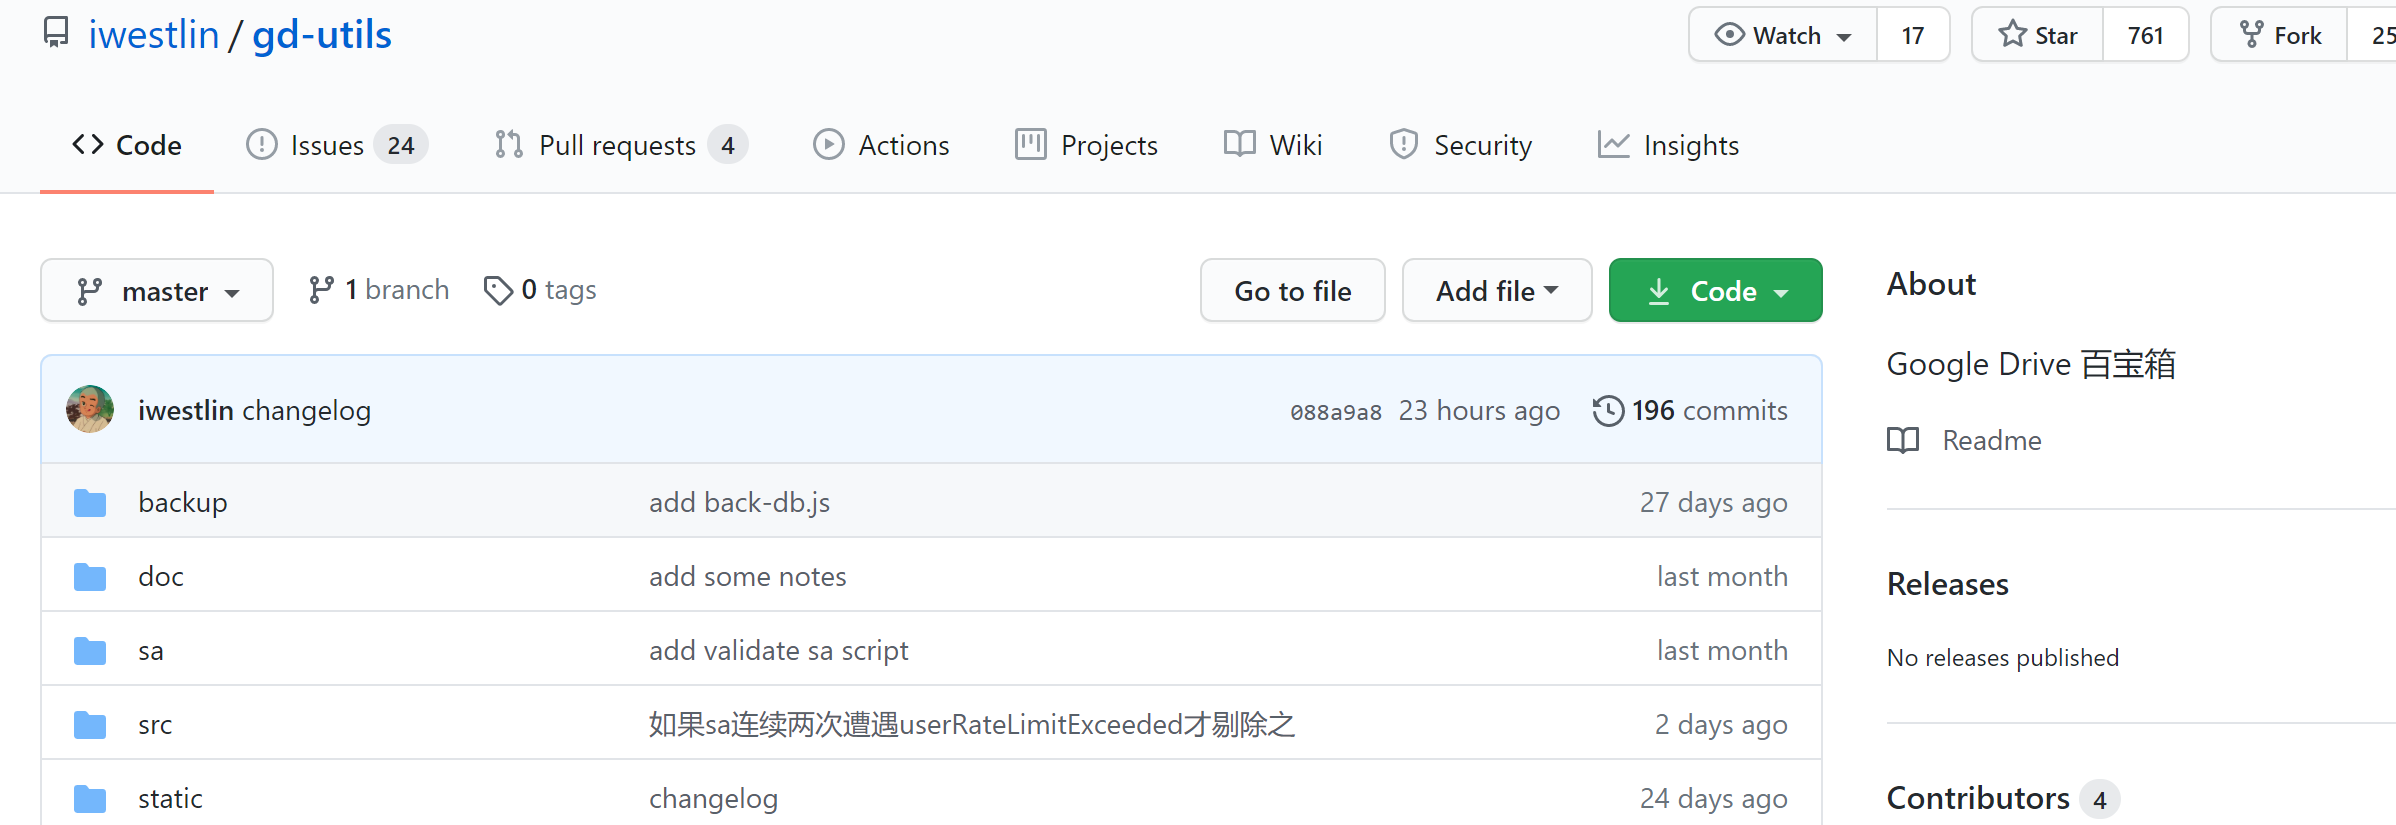 iwestlin / gd-utils
Watch 17 Star 761 Fork
Code Issues 24 Pull requests 4 Actions Projects Wiki Security Insights
master 1 branch 0 tags Go to file Add file Code
About
Google Drive 百宝箱
Readme
Releases
No releases published
Contributors 4
iwestlin changelog 088a9a8 23 hours ago 196 commits
backup add back-db.js 27 days ago
doc add some notes last month
sa add validate sa script last month
src 如果sa连续两次遭遇userRateLimitExceeded才剔除之 2 days ago
static changelog 24 days ago